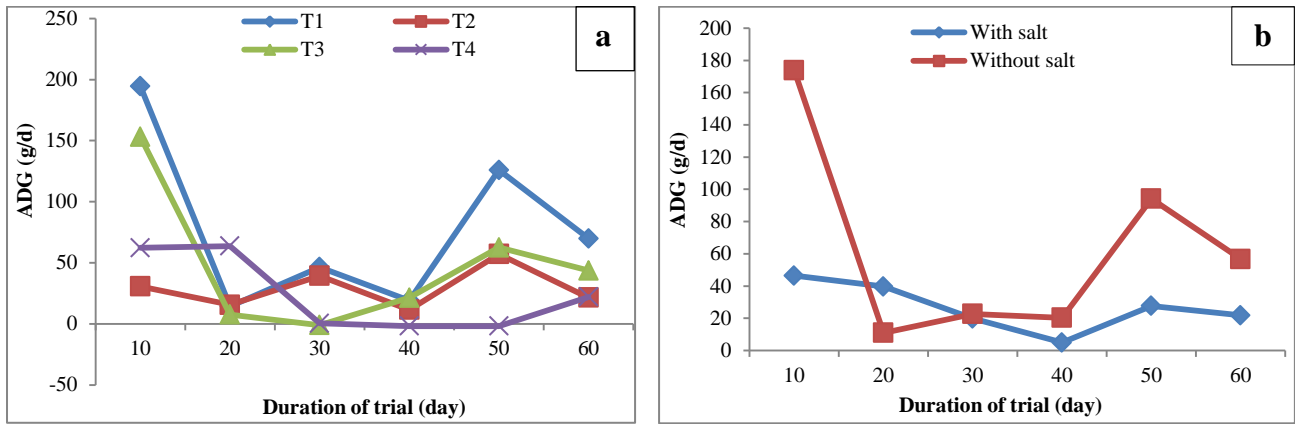 T1 T2
T3 T4
a
250
200
150
100
50
0
-50
ADG (g/d)
10 20 30 40 50 60
Duration of trial (day)
With salt
Without salt
b
200
180
160
140
120
100
80
60
40
20
0
ADG (g/d)
10 20 30 40 50 60
Duration of trial (day)